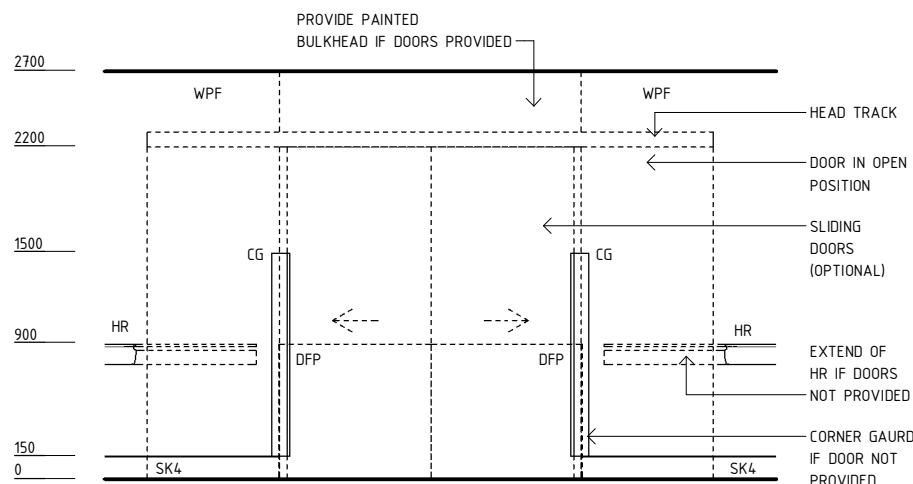 PROVIDE PAINTED
BULKHEAD IF DOORS PROVIDED
2700
WPF
WPF
HEAD TRACK
2200
DOOR IN OPEN
POSITION
SLIDING
DOORS
(OPTIONAL)
1500
CG
CG
900
HR
HR
DFP
DFP
EXTEND OF
HR IF DOORS
NOT PROVIDED
CORNER GAURD
IF DOOR NOT
PROVIDED
150
0
SK4
SK4